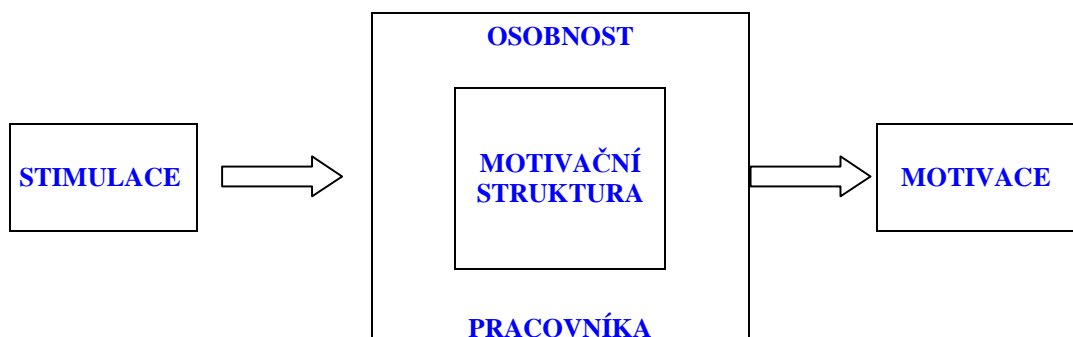 OSOBNOST
STIMULACE
MOTIVAČNÍ
STRUKTURA
MOTIVACE
PRACOVNÍKA